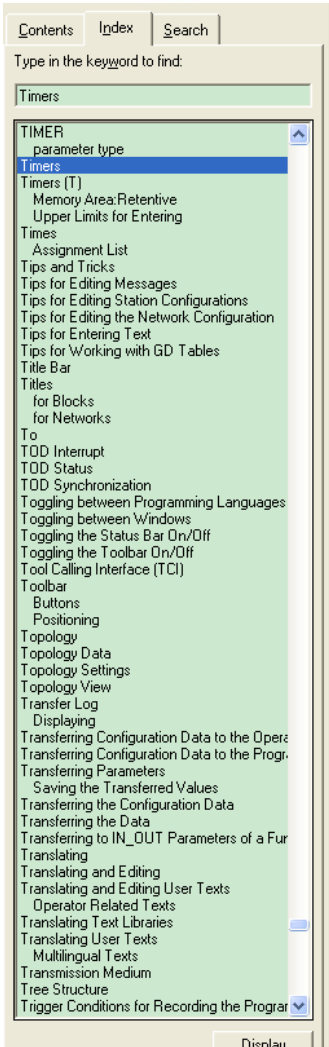 Contents Index Search
Type in the keyword to find:
Timers
TIMER
parameter type
Timers
Timers (T)
Memory Area:Retentive
Upper Limits for Entering
Times
Assignment List
Tips and Tricks
Tips for Editing Messages
Tips for Editing Station Configurations
Tips for Editing the Network Configuration
Tips for Entering Text
Tips for Working with GD Tables
Title Bar
Titles
for Blocks
for Networks
To
TOD Interrupt
TOD Status
TOD Synchronization
Toggling between Programming Languages
Toggling between Windows
Toggling the Status Bar On/Off
Toggling the Toolbar On/Off
Tool Calling Interface (TCI)
Toolbar
Buttons
Positioning
Topology
Topology Data
Topology Settings
Topology View
Transfer Log
Displaying
Transferring Configuration Data to the Opera
Transferring Configuration Data to the Progr
Transferring Parameters
Saving the Transferred Values
Transferring the Configuration Data
Transferring the Data
Transferring to IN_OUT Parameters of a Fur
Translating
Translating and Editing
Translating and Editing User Texts
Operator Related Texts
Translating Text Libraries
Translating User Texts
Multilingual Texts
Transmission Medium
Tree Structure
Trigger Conditions for Recording the Prograr
Display